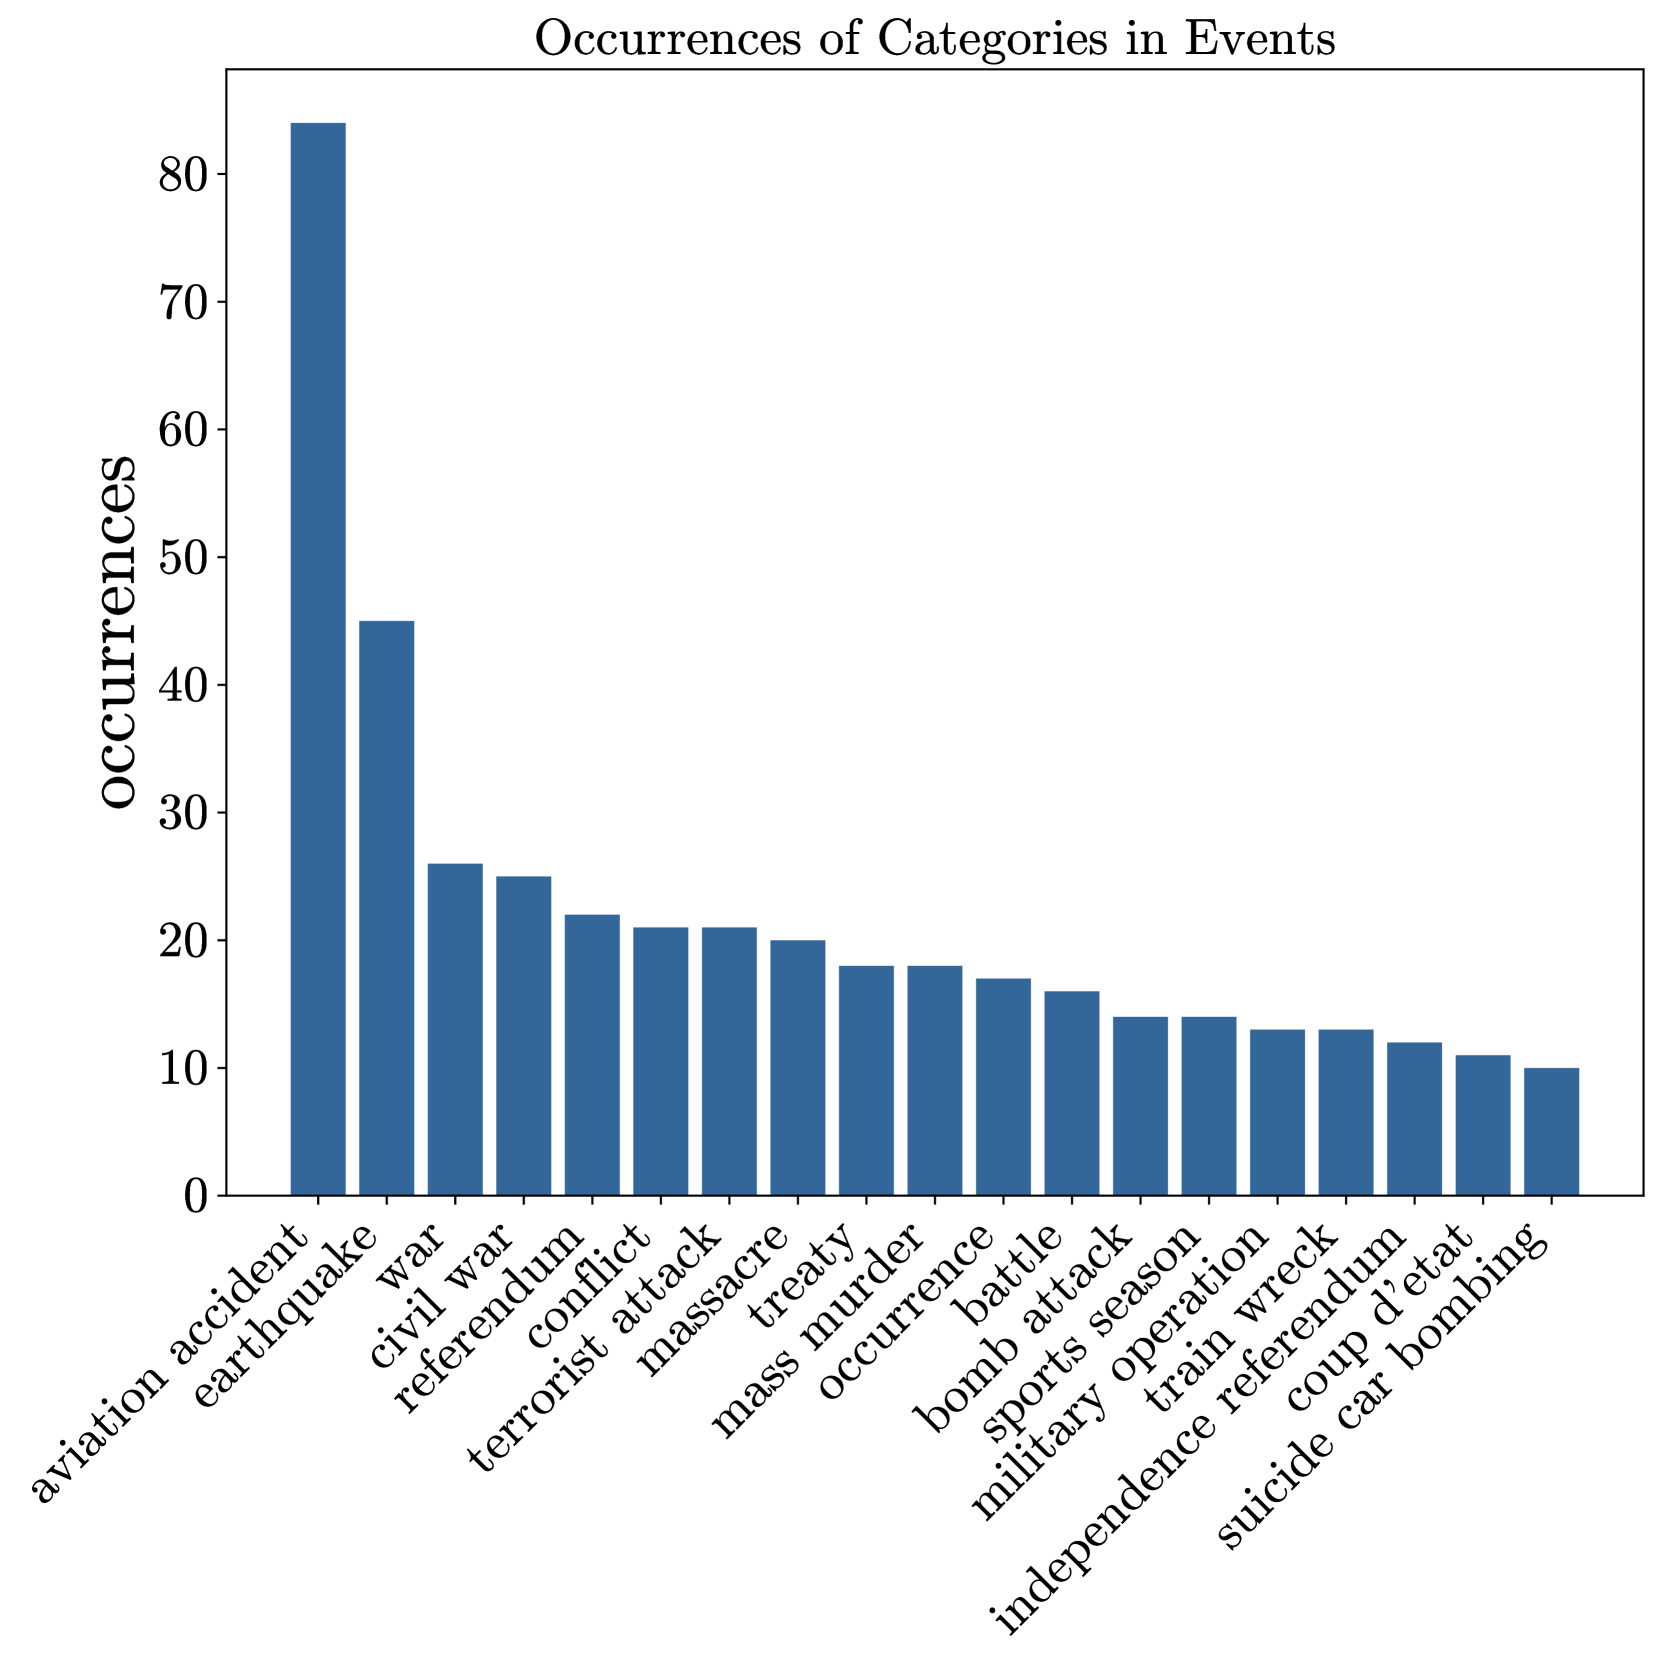 Occurrences of Categories in Events
occurrences
80
70
60
50
40
30
20
10
0
aviation accident
earthquake
war
civil war
referendum
conflict
terrorist attack
massacre
treaty
mass murder
occurrence
battle
bomb attack
sports season
military operation
train wreck
independence referendum
coup d’etat
suicide car bombing